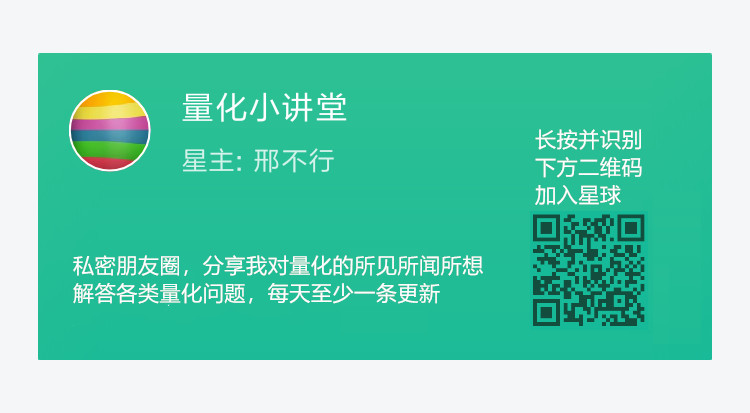 量化小讲堂
星主: 邢不行
长按并识别
下方二维码
加入星球
私密朋友圈，分享我对量化的所见所闻所想
解答各类量化问题，每天至少一条更新